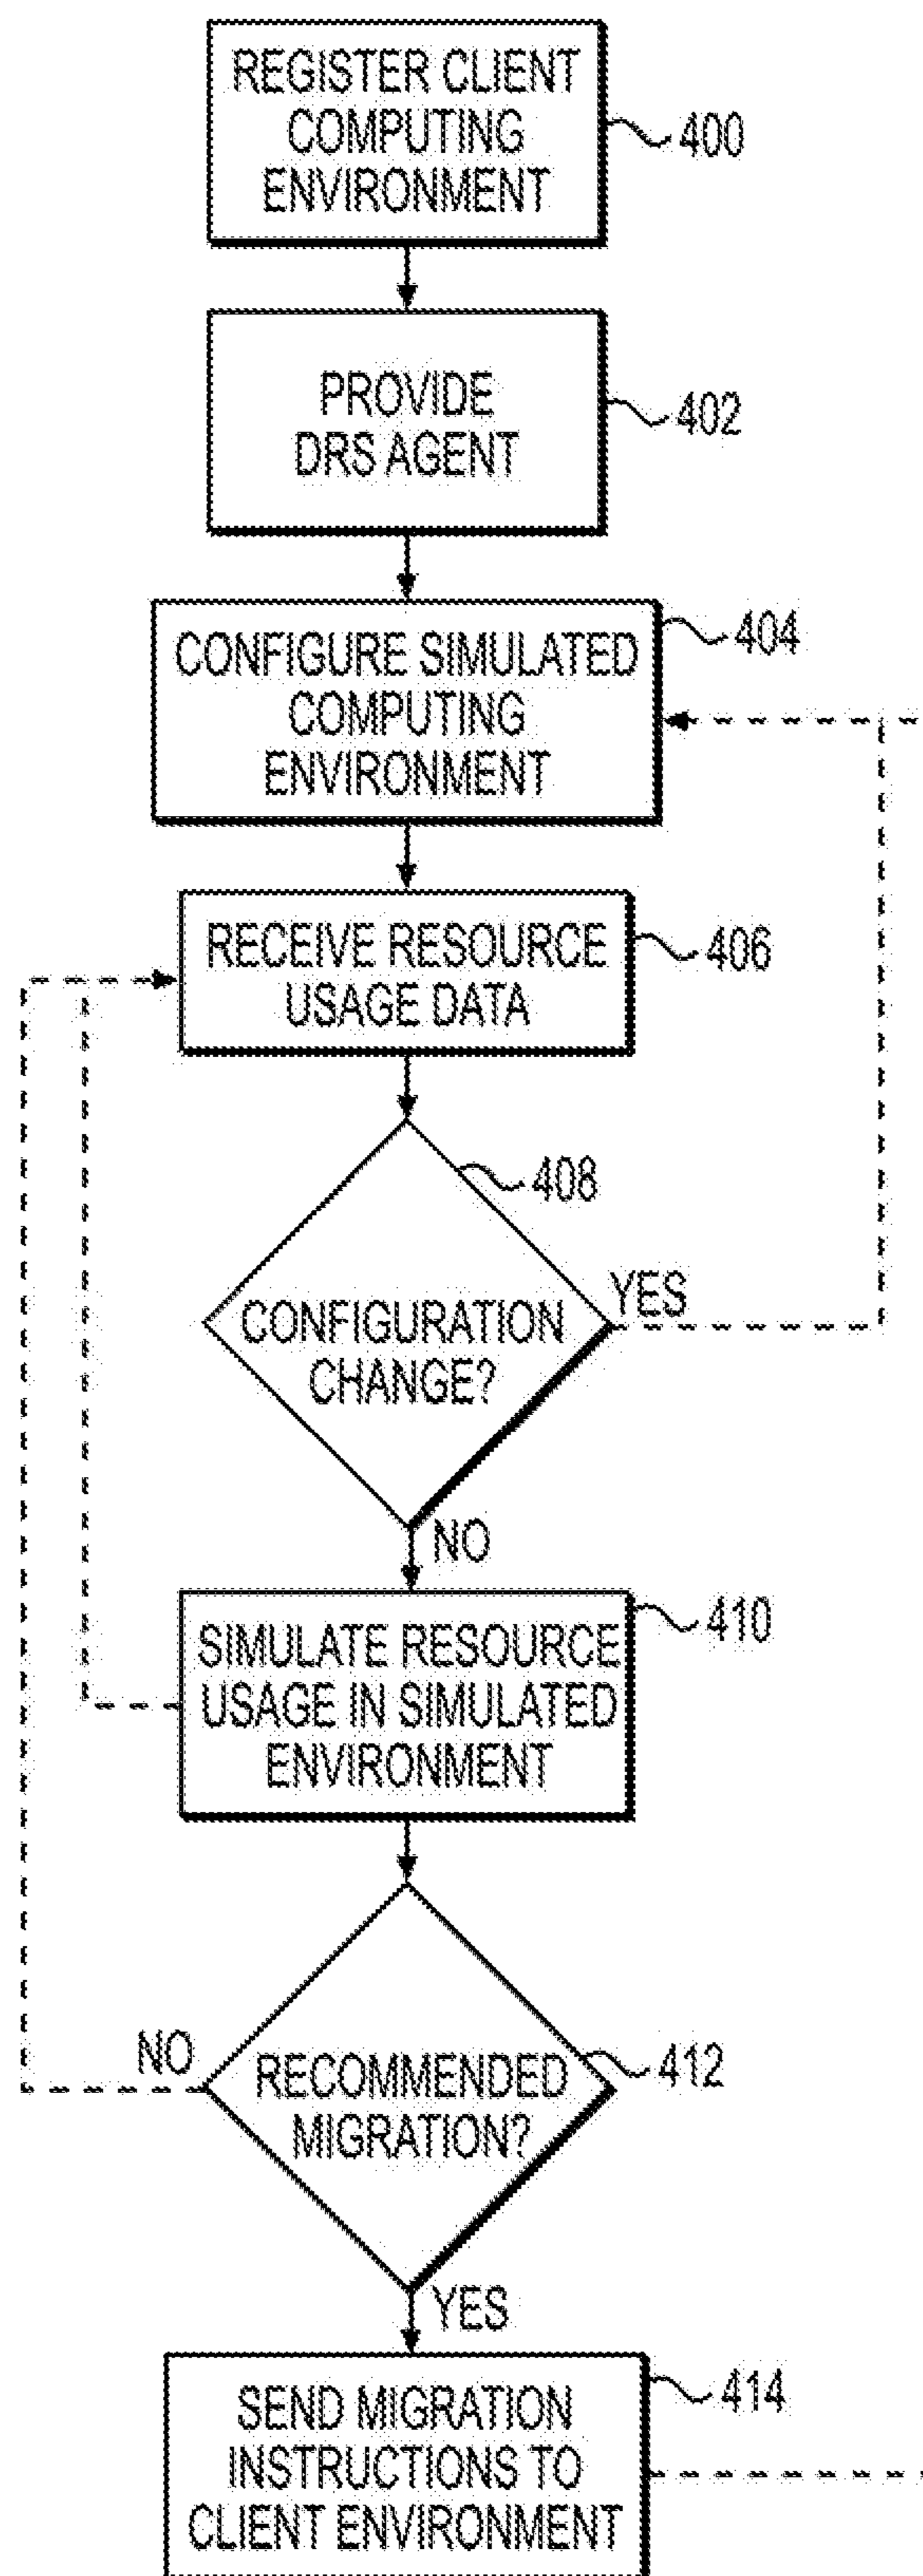 REGISTER CLIENT
COMPUTING
ENVIRONMENT
400
PROVIDE
DRS AGENT
402
CONFIGURE SIMULATED
COMPUTING
ENVIRONMENT
404
RECEIVE RESOURCE
USAGE DATA
406
408
CONFIGURATION
CHANGE?
YES
NO
SIMULATE RESOURCE
USAGE IN SIMULATED
ENVIRONMENT
410
NO
RECOMMENDED
MIGRATION?
412
YES
SEND MIGRATION
INSTRUCTIONS TO
CLIENT ENVIRONMENT
414